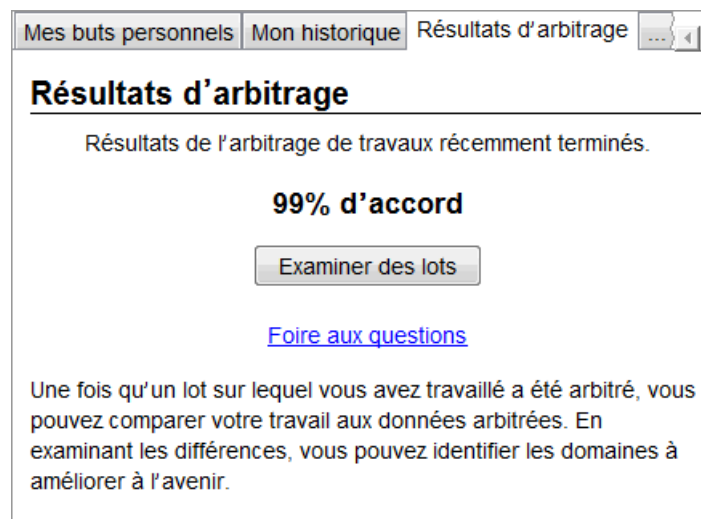 Mes buts personnels Mon historique Résultats d'arbitrage ...
Résultats d'arbitrage
Résultats de l'arbitrage de travaux récemment terminés.
99% d'accord
Examiner des lots
Foire aux questions
Une fois qu'un lot sur lequel vous avez travaillé a été arbitré, vous
pouvez comparer votre travail aux données arbitrées. En
examinant les différences, vous pouvez identifier les domaines à
améliorer à l'avenir.